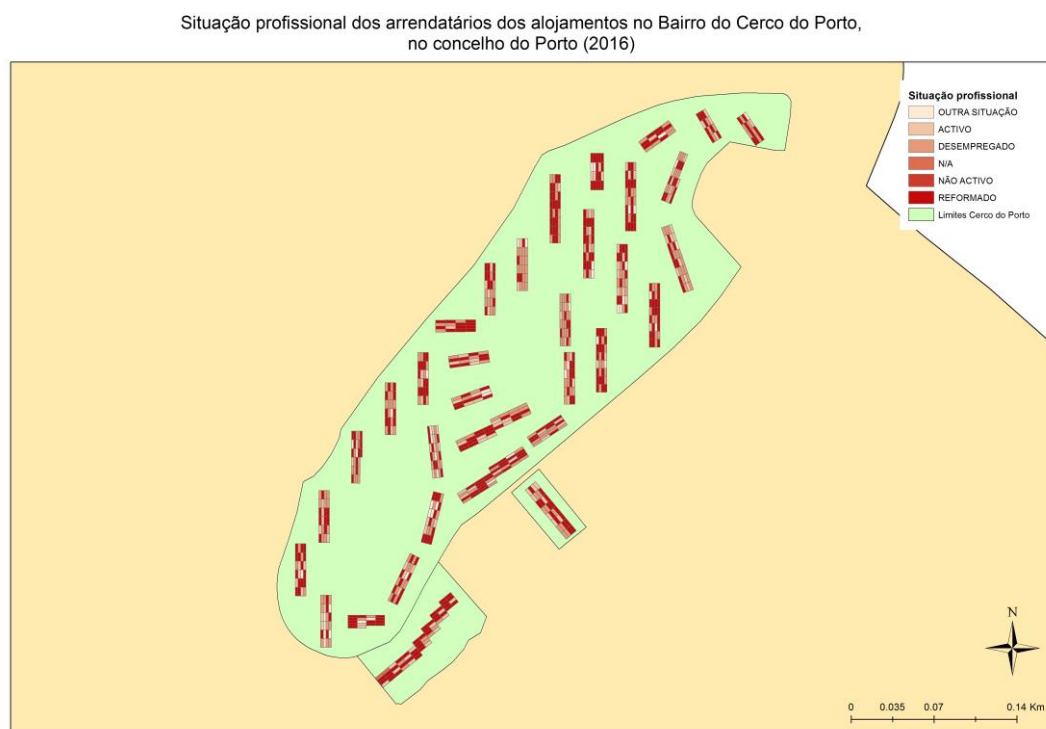 Situação profissional dos arrendatários dos alojamentos no Bairro do Cerco do Porto,
no concelho do Porto (2016)
Situação profissional
OUTRA SITUAÇÃO
ACTIVO
DESEMPREGADO
N/A
NÃO ACTIVO
REFORMADO
Limites Cerco do Porto
N
0 0.035 0.07 0.14 Km